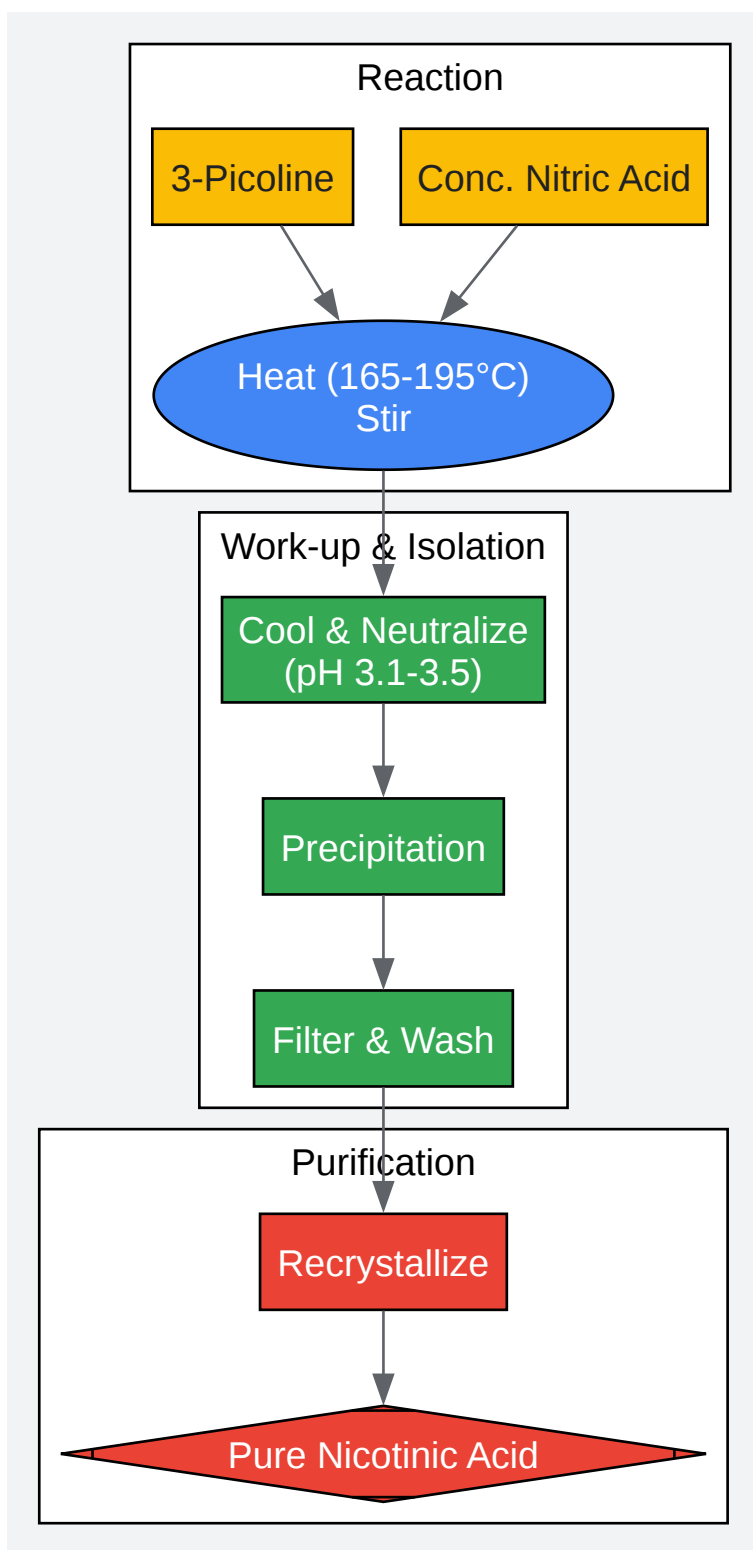 Reaction
3-Picoline
Conc. Nitric Acid
Heat (165-195°C)
Stir
Work-up & Isolation
Cool & Neutralize
(pH 3.1-3.5)
Precipitation
Filter & Wash
Purification
Recrystallize
Pure Nicotinic Acid